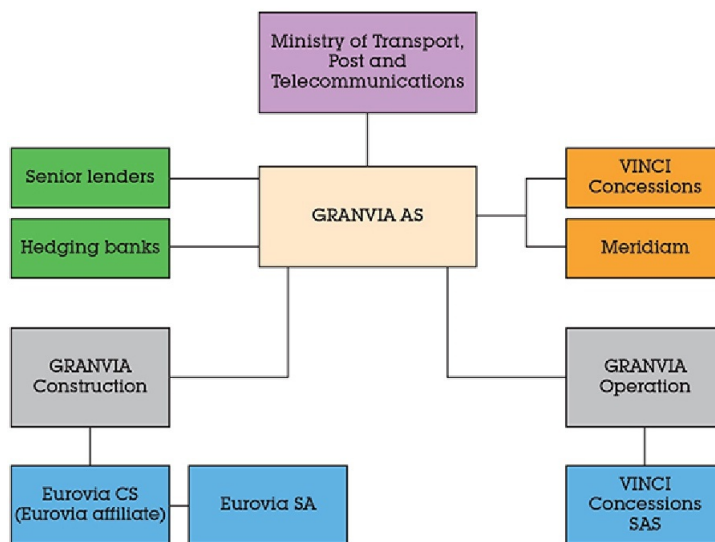 Ministry of Transport,
Post and
Telecommunications
Senior lenders
GRANVIA AS
VINCI
Concessions
Hedging banks
Meridiam
GRANVIA
Construction
GRANVIA
Operation
Eurovia CS
(Eurovia affiliate)
Eurovia SA
VINCI
Concessions
SAS